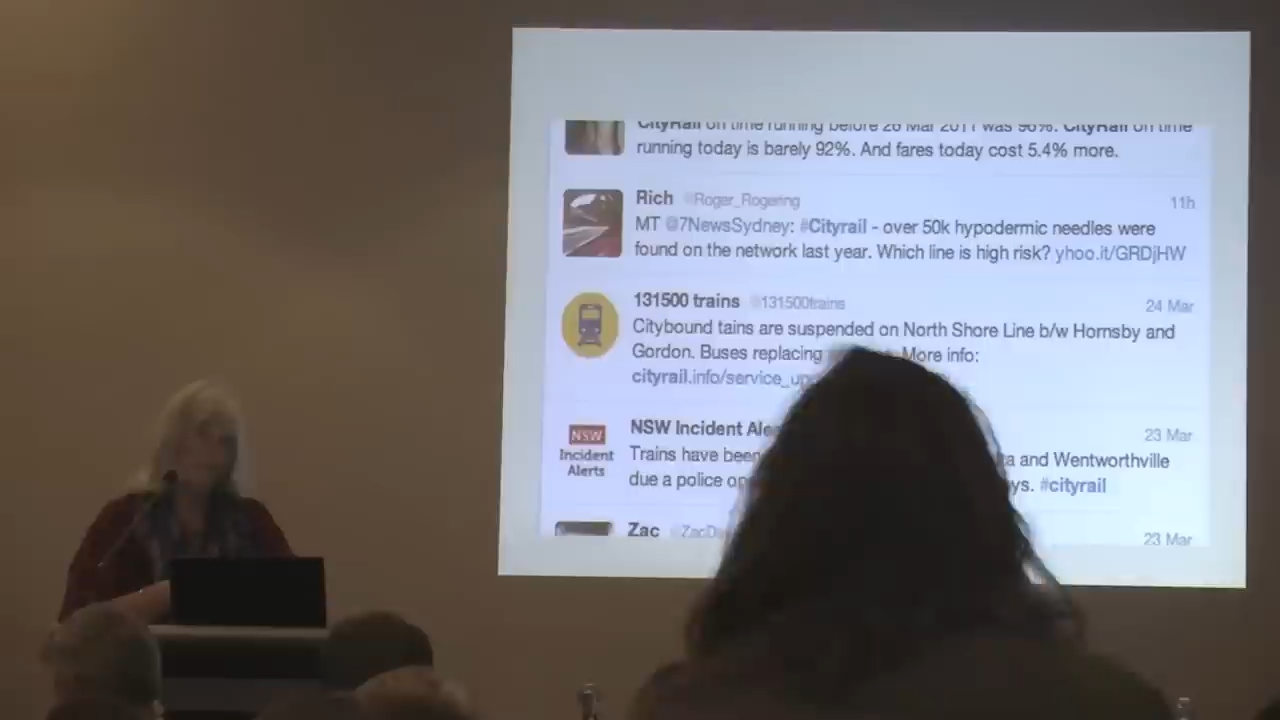 CityRail on time running before 26 Mar 2011 was 96%. CityRail on time
running today is barely 92%. And fares today cost 5.4% more.
Rich @Roger_Rogering 11h
MT @7NewsSydney: #Cityrail - over 50k hypodermic needles were
found on the network last year. Which line is high risk? yhoo.it/GRDjHW
131500 trains @131500trains 24 Mar
Citybound tains are suspended on North Shore Line b/w Hornsby and
Gordon. Buses replacing More info:
cityrail.info/service_up
NSW Incident Ale 23 Mar
NSW
Incident
Alerts
Trains have been ta and Wentworthville
due a police op ys. #cityrail
Zac @ZacDa 23 Mar